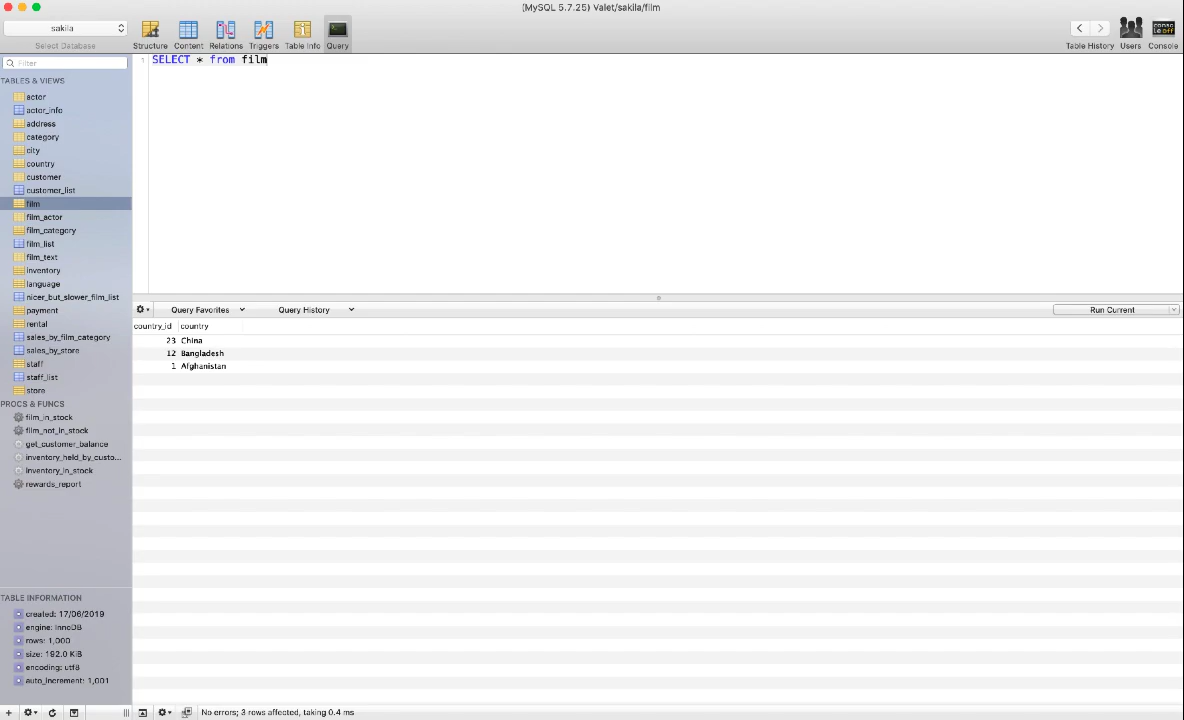 (MySQL 5.7.25) Valet/sakila/film
sakila
Select Database
Structure
Content
Relations
Triggers
Table Info
Query
Table History
Users
conso
le off
Console
Filter
1
SELECT * from film
TABLES & VIEWS
actor
actor_info
address
category
city
country
customer
customer_list
film
film_actor
film_category
film_list
film_text
inventory
language
nicer_but_slower_film_list
payment
rental
sales_by_film_category
sales_by_store
staff
staff_list
store
PROCS & FUNCS
film_in_stock
film_not_in_stock
get_customer_balance
inventory_held_by_custo...
inventory_in_stock
rewards_report
TABLE INFORMATION
created: 17/06/2019
engine: InnoDB
rows: 1,000
size: 192.0 KiB
encoding: utf8
auto_increment: 1,001
Query Favorites
Query History
Run Current
country_id country
23 China
12 Bangladesh
1 Afghanistan
No errors; 3 rows affected, taking 0.4 ms